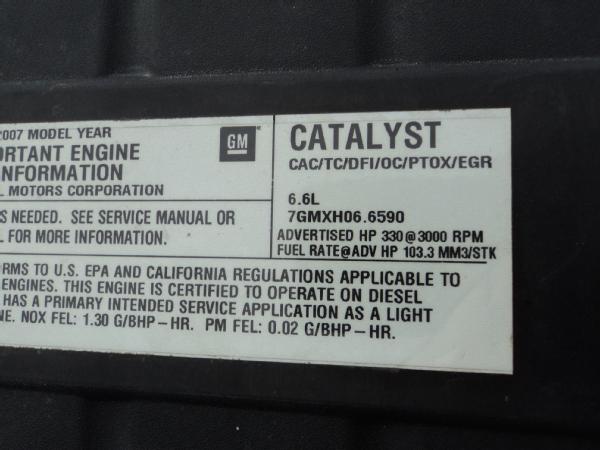 2007 MODEL YEAR
ORTANT ENGINE
INFORMATION
L MOTORS CORPORATION
GM
CATALYST
CAC/TC/DFI/OC/PTOX/EGR
S NEEDED. SEE SERVICE MANUAL OR
L FOR MORE INFORMATION.
6.6L
7GMXH06.6590
ADVERTISED HP 330@3000 RPM
FUEL RATE@ADV HP 103.3 MM3/STK
ORMS TO U.S. EPA AND CALIFORNIA REGULATIONS APPLICABLE TO
ENGINES. THIS ENGINE IS CERTIFIED TO OPERATE ON DIESEL
HAS A PRIMARY INTENDED SERVICE APPLICATION AS A LIGHT
NE. NOX FEL: 1.30 G/BHP-HR. PM FEL: 0.02 G/BHP-HR.